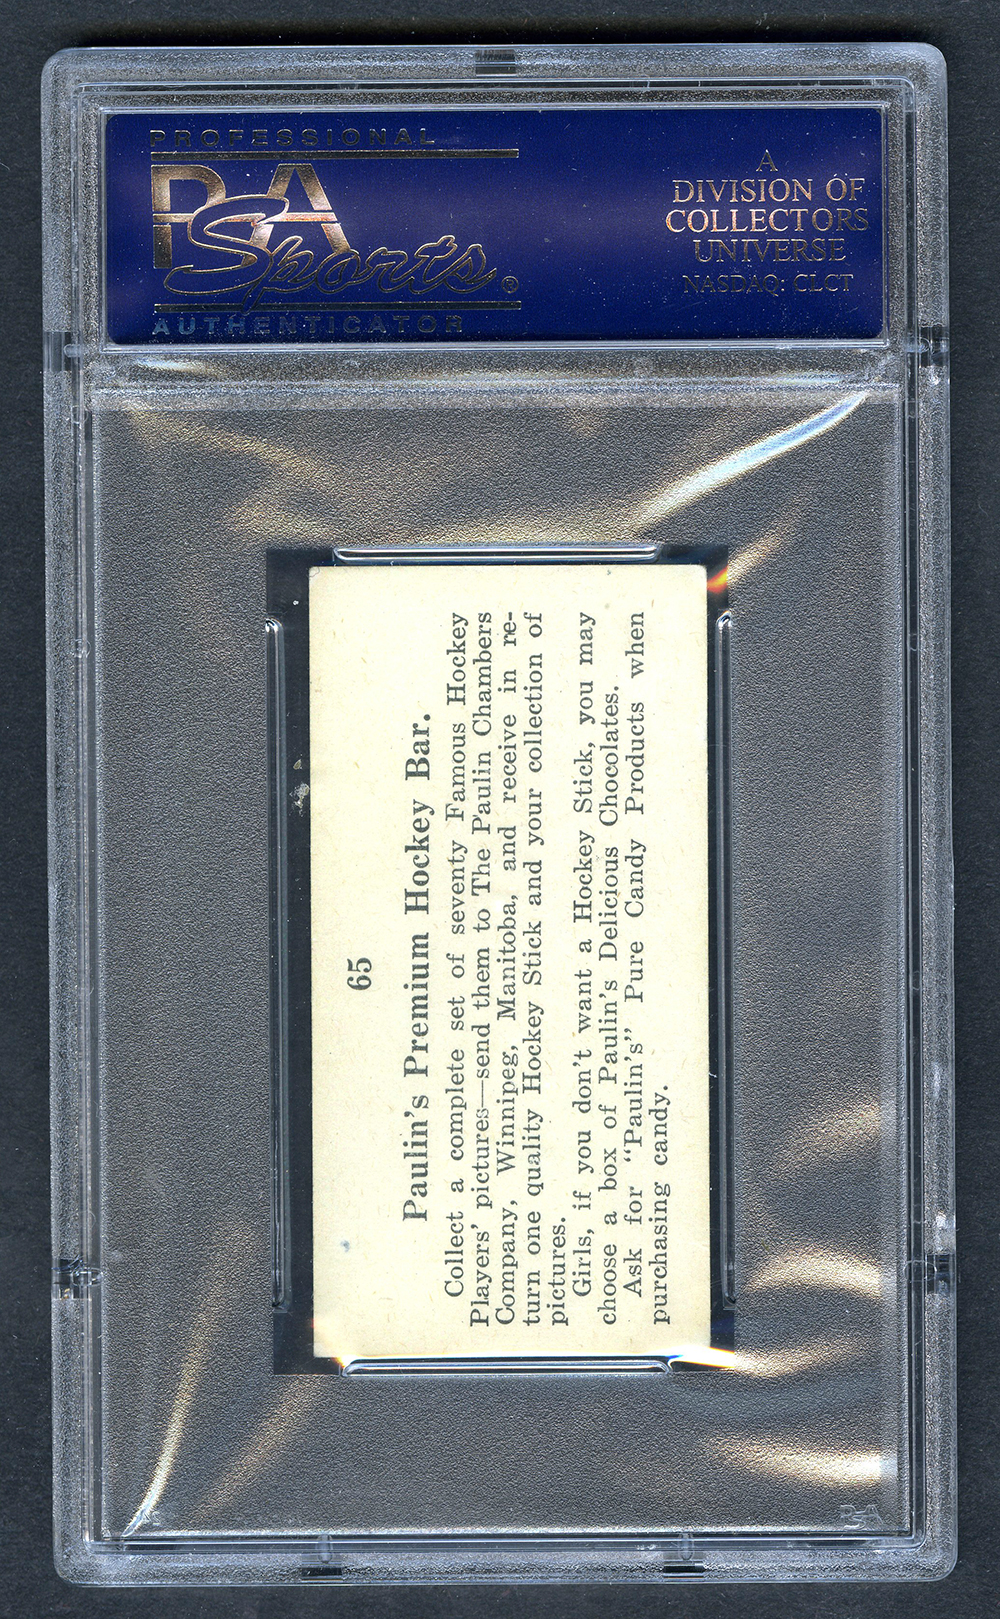 PROFESSIONAL
PSA
Sports®
AUTHENTICATOR
A
DIVISION OF
COLLECTORS
UNIVERSE
NASDAQ: CLCT
65
Paulin's Premium Hockey Bar.
Collect a complete set of seventy Famous Hockey
Players' pictures—send them to The Paulin Chambers
Company, Winnipeg, Manitoba, and receive in re-
turn one quality Hockey Stick and your collection of
pictures.
Girls, if you don't want a Hockey Stick, you may
choose a box of Paulin's Delicious Chocolates.
Ask for "Paulin's" Pure Candy Products when
purchasing candy.
PSA